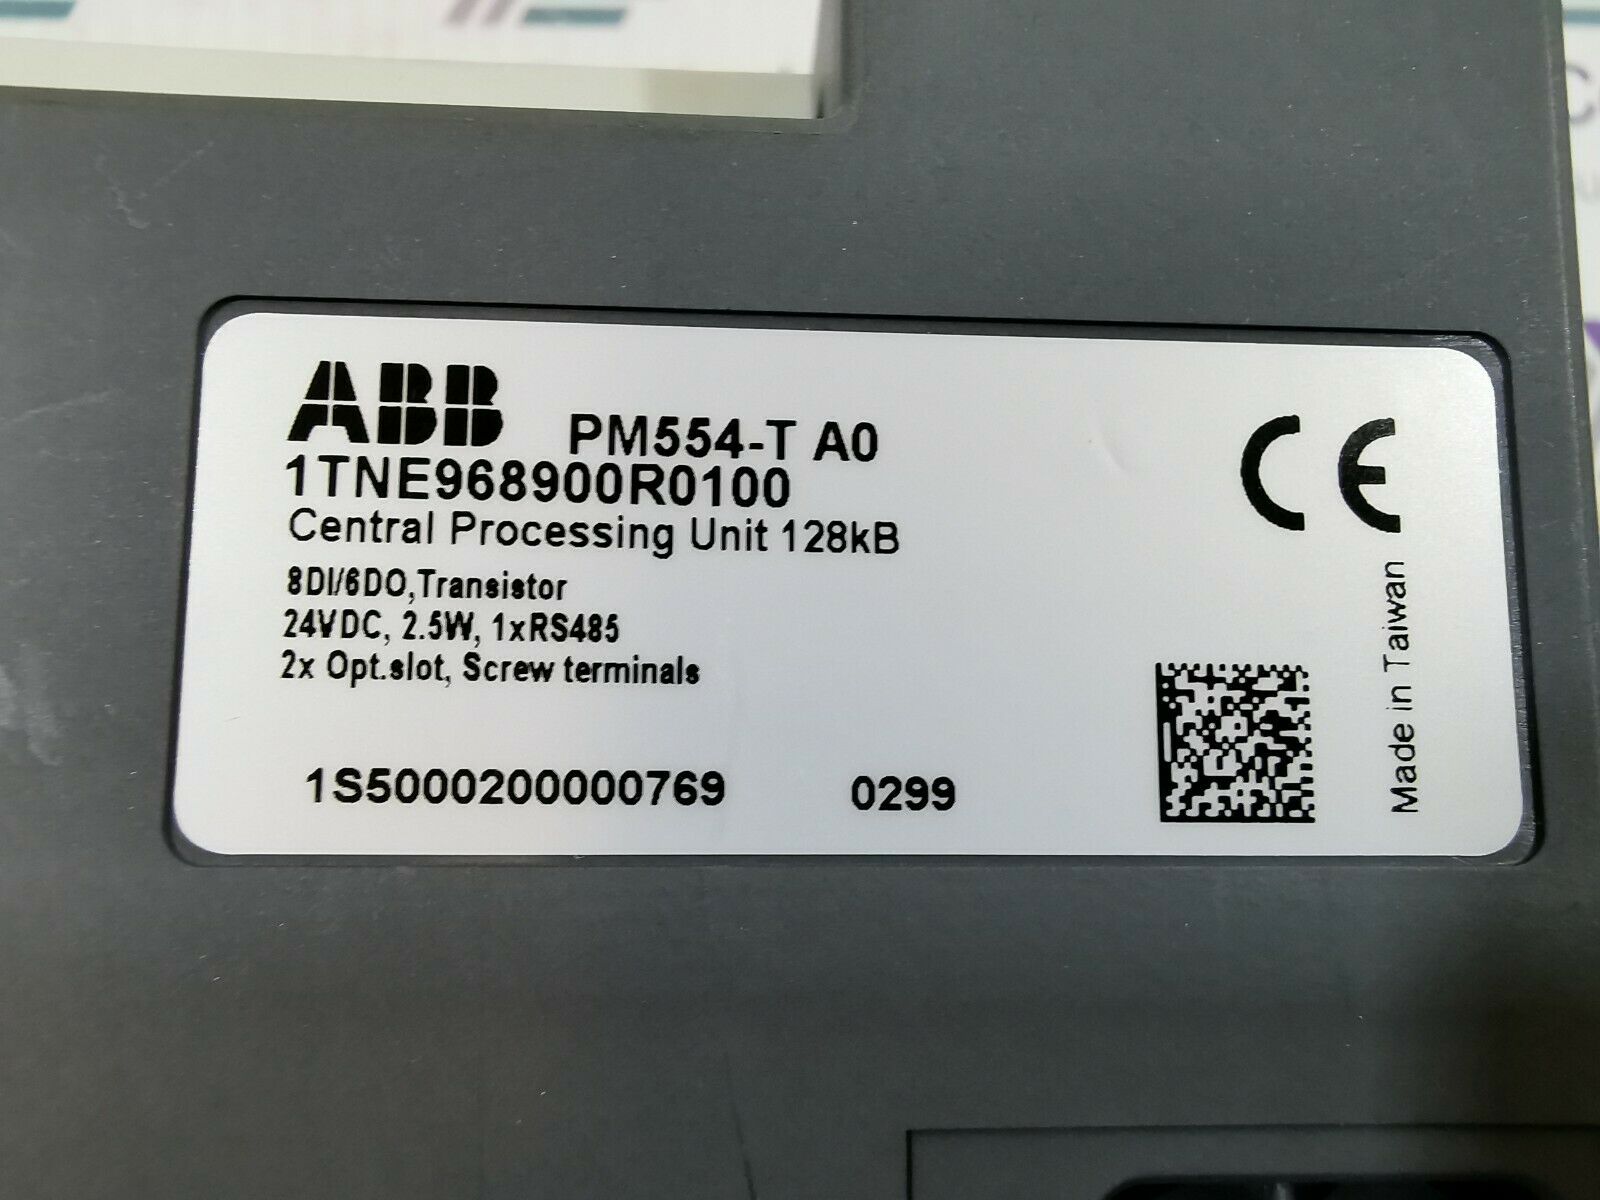 ABB PM554-T A0
1TNE968900R0100
Central Processing Unit 128kB
8DI/6DO,Transistor
24VDC, 2.5W, 1xRS485
2x Opt.slot, Screw terminals
1S5000200000769 0299
CE
Made in Taiwan